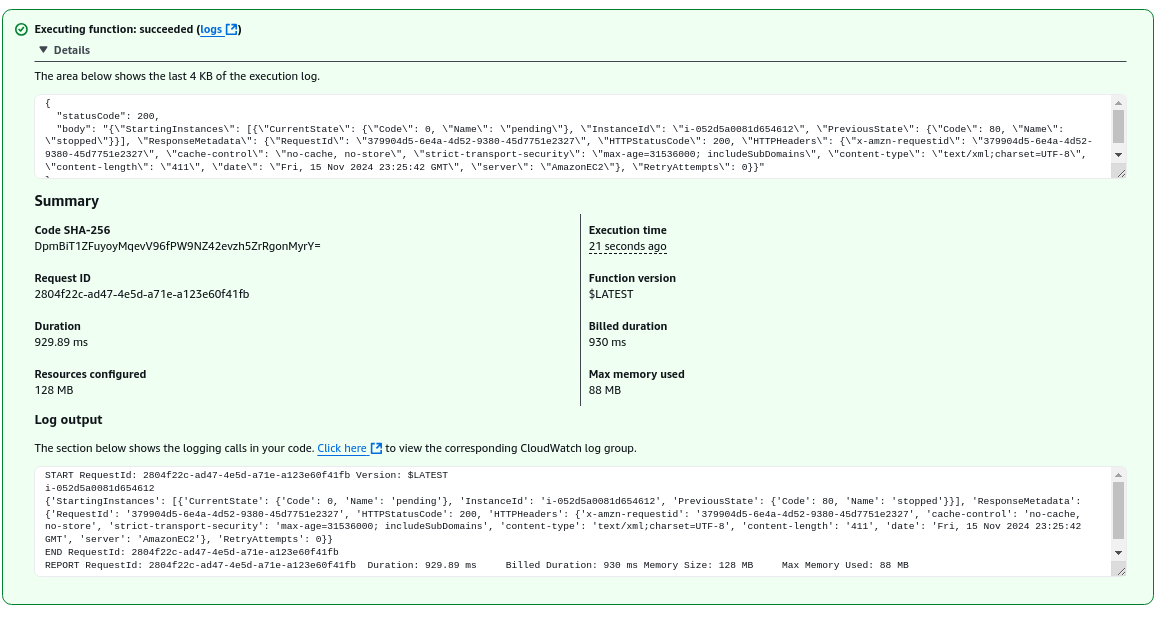 Executing function: succeeded (logs)
Details
The area below shows the last 4 KB of the execution log.
{
"statusCode": 200,
"body": "{\"StartingInstances\": [{\"CurrentState\": {\"Code\": 0, \"Name\": \"pending\"}, \"InstanceId\": \"i-052d5a0081d654612\", \"PreviousState\": {\"Code\": 80, \"Name\":
\"stopped\"}}], \"ResponseMetadata\": {\"RequestId\": \"379904d5-6e4a-4d52-9380-45d7751e2327\", \"HTTPStatusCode\": 200, \"HTTPHeaders\": {\"x-amzn-requestid\": \"379904d5-6e4a-4d52-
9380-45d7751e2327\", \"cache-control\": \"no-cache, no-store\", \"strict-transport-security\": \"max-age=31536000; includeSubDomains\", \"content-type\": \"text/xml;charset=UTF-8\",
\"content-length\": \"411\", \"date\": \"Fri, 15 Nov 2024 23:25:42 GMT\", \"server\": \"AmazonEC2\"}, \"RetryAttempts\": 0}}"
Summary
Code SHA-256
DpmBiT1ZFuyoyMqevV96fPW9NZ42evzh5ZrRgonMyrY=
Execution time
21 seconds ago
Request ID
2804f22c-ad47-4e5d-a71e-a123e60f41fb
Function version
$LATEST
Duration
929.89 ms
Billed duration
930 ms
Resources configured
128 MB
Max memory used
88 MB
Log output
The section below shows the logging calls in your code. Click here to view the corresponding CloudWatch log group.
START RequestId: 2804f22c-ad47-4e5d-a71e-a123e60f41fb Version: $LATEST
i-052d5a0081d654612
{'StartingInstances': [{'CurrentState': {'Code': 0, 'Name': 'pending'}, 'InstanceId': 'i-052d5a0081d654612', 'PreviousState': {'Code': 80, 'Name': 'stopped'}}], 'ResponseMetadata':
{'RequestId': '379904d5-6e4a-4d52-9380-45d7751e2327', 'HTTPStatusCode': 200, 'HTTPHeaders': {'x-amzn-requestid': '379904d5-6e4a-4d52-9380-45d7751e2327', 'cache-control': 'no-cache,
no-store', 'strict-transport-security': 'max-age=31536000; includeSubDomains', 'content-type': 'text/xml;charset=UTF-8', 'content-length': '411', 'date': 'Fri, 15 Nov 2024 23:25:42
GMT', 'server': 'AmazonEC2'}, 'RetryAttempts': 0}}
END RequestId: 2804f22c-ad47-4e5d-a71e-a123e60f41fb
REPORT RequestId: 2804f22c-ad47-4e5d-a71e-a123e60f41fb Duration: 929.89 ms Billed Duration: 930 ms Memory Size: 128 MB Max Memory Used: 88 MB